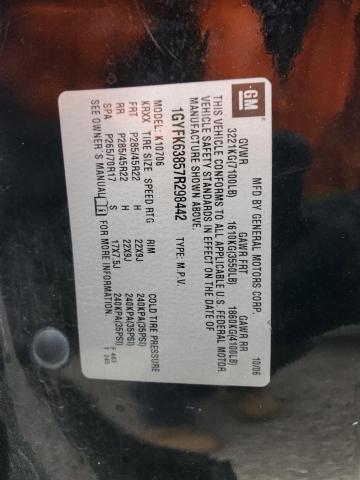 GM
MFD BY GENERAL MOTORS CORP. 10/06
GVWR GAWR FRT GAWR RR
3221KG(7100LB) 1610KG(3550LB) 1860KG(4100LB)
THIS VEHICLE CONFORMS TO ALL APPLICABLE U.S. FEDERAL MOTOR
VEHICLE SAFETY STANDARDS IN EFFECT ON THE DATE OF
MANUFACTURE SHOWN ABOVE.
1GYFK63857R298442 TYPE: M.P.V.
MODEL: K10706
KRXX TIRE SIZE SPEED RTG RIM COLD TIRE PRESSURE
FRT P285/45R22 H 22X9J 240KPA(35PSI)
RR P285/45R22 H 22X9J 240KPA(35PSI)
SPA P265/70R17 S 17X7.5J 240KPA(35PSI)
SEE OWNER'S MANUAL FOR MORE INFORMATION.
F 483
T 245